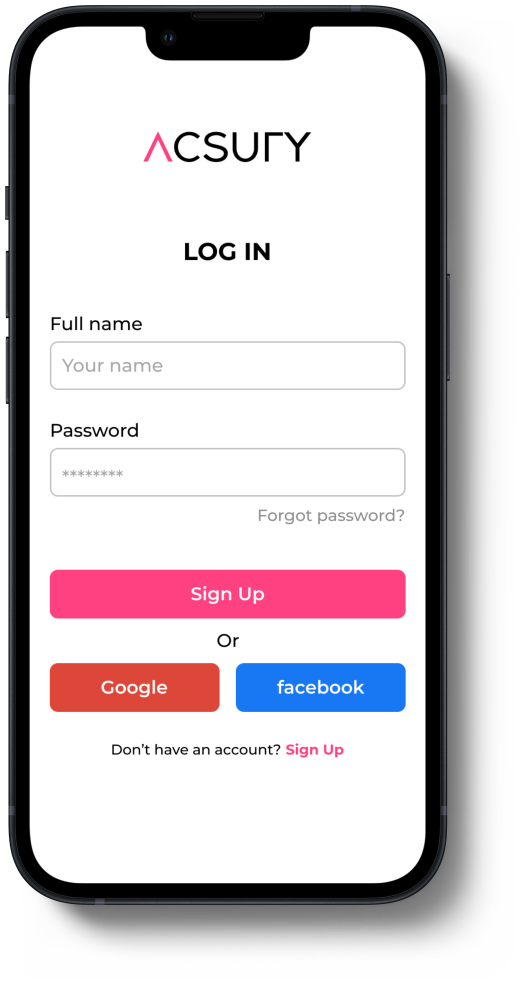 ACSURY
LOG IN
Full name
Your name
Password
********
Forgot password?
Sign Up
Or
Google
facebook
Don't have an account? Sign Up